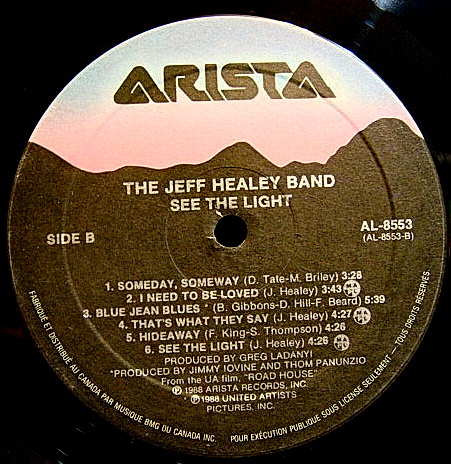 ARISTA
THE JEFF HEALEY BAND
SEE THE LIGHT
SIDE B
AL-8553
(AL-8553-B)
1. SOMEDAY, SOMEWAY (D. Tate-M. Briley) 3:28
2. I NEED TO BE LOVED (J. Healey) 3:43
3. BLUE JEAN BLUES * (B. Gibbons-D. Hill-F. Beard) 5:39
4. THAT'S WHAT THEY SAY (J. Healey) 4:27
5. HIDEAWAY (F. King-S. Thompson) 4:26
6. SEE THE LIGHT (J. Healey) 4:26
PRODUCED BY GREG LADANYI
*PRODUCED BY JIMMY IOVINE AND THOM PANUNZIO
From the UA film, "ROAD HOUSE"
℗ 1988 ARISTA RECORDS, INC.
℗ 1988 UNITED ARTISTS
PICTURES, INC.
FABRIQUÉ ET DISTRIBUÉ AU CANADA PAR MUSIQUE BMG DU CANADA INC. POUR EXÉCUTION PUBLIQUE SOUS LICENSE SEULEMENT — TOUS DROITS RÉSERVÉS.